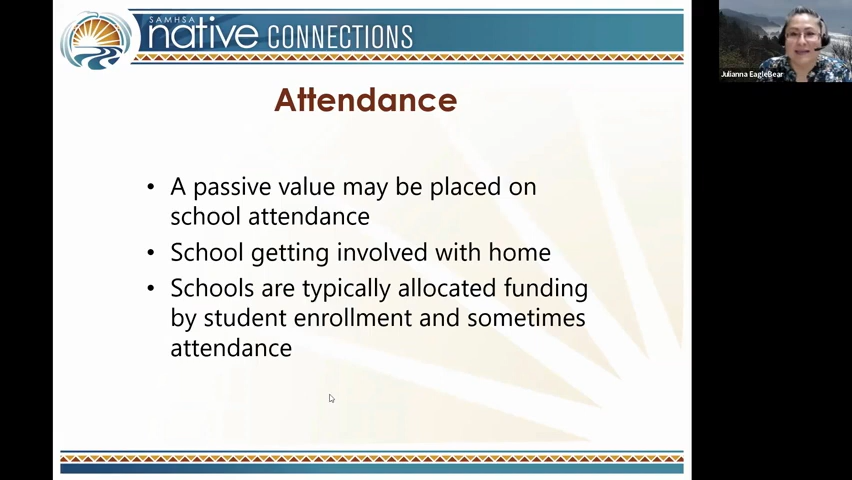 SAMHSA
native CONNECTIONS
Julianna EagleBear
Attendance
• A passive value may be placed on
school attendance
• School getting involved with home
• Schools are typically allocated funding
by student enrollment and sometimes
attendance